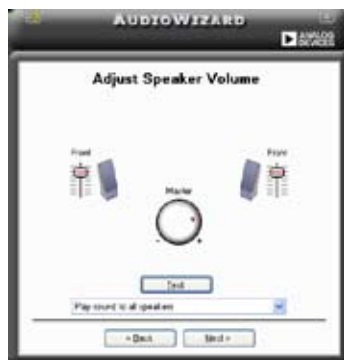 AUDIOWIZARD
ANALOG
DEVICES
Adjust Speaker Volume
Front
Front
Master
- +
Test
Play sound to all speakers
< Back
Next >